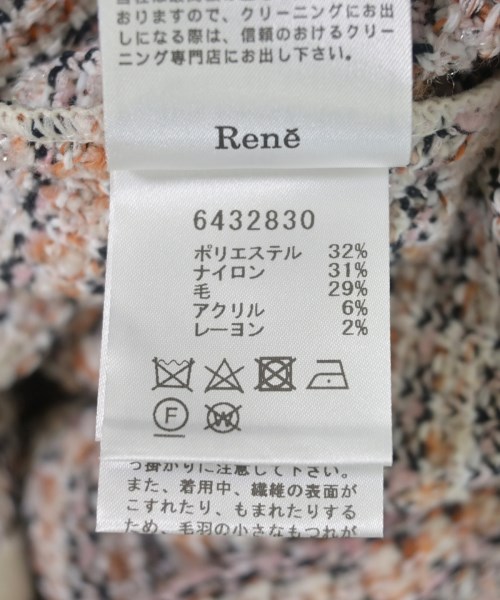 おりますので、クリーニングにお出
しになる際は、信頼のおけるクリー
ニング専門店にお出し下さい。
René
6432830
ポリエステル 32%
ナイロン 31%
毛 29%
アクリル 6%
レーヨン 2%
F W
っ掛かりに注意して下さい。
また、着用中、繊維の表面が
こすれたり、もまれたりする
ため、毛羽の小さなもつれが